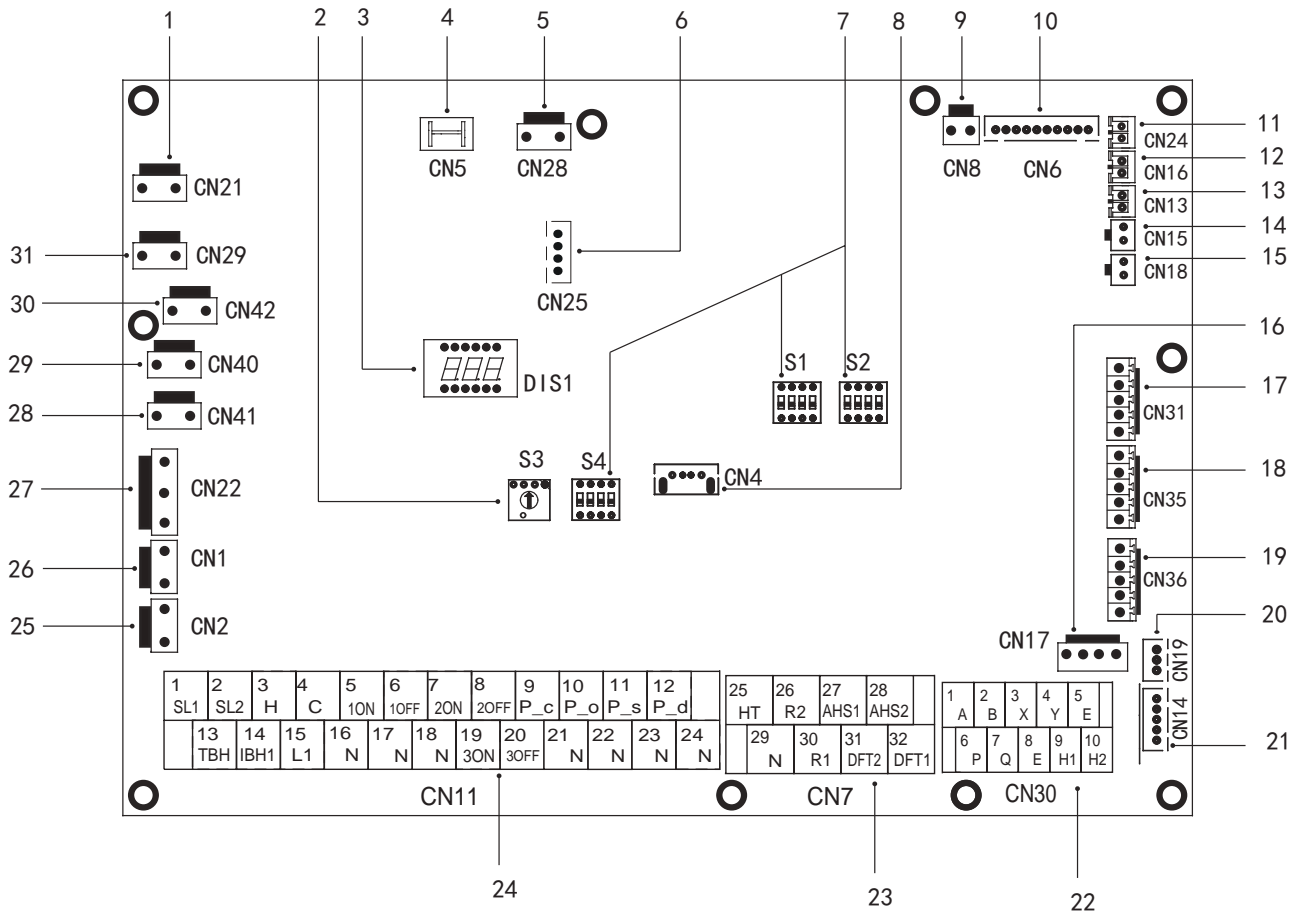 1 2 3 4 5 6 7 8 9 10
11
CN5 CN28 CN8 CN6 CN24
12
CN21 CN16
13
CN13
14
CN15
31 CN29
15
CN18
30 CN42 CN25
16
29 CN40
DIS1 S1 S2
17
28 CN41 CN31
18
27 CN22 S3 S4 CN4 CN35
2
19
26 CN1 CN36
20
25 CN2 CN17 CN19
1 2 3 4 5 6 7 8 9 10 11 12
SL1 SL2 H C 1ON 1OFF 2ON 2OFF P_c P_o P_s P_d
13 14 15 16 17 18 19 20 21 22 23 24
TBH IBH1 L1 N N N 3ON 3OFF N N N N
25 26 27 28
HT R2 AHS1 AHS2
29 30 31 32
N R1 DFT2 DFT1
1 2 3 4 5
A B X Y E
6 7 8 9 10
P Q E H1 H2
CN14
21
CN11 CN7 CN30
24 23 22